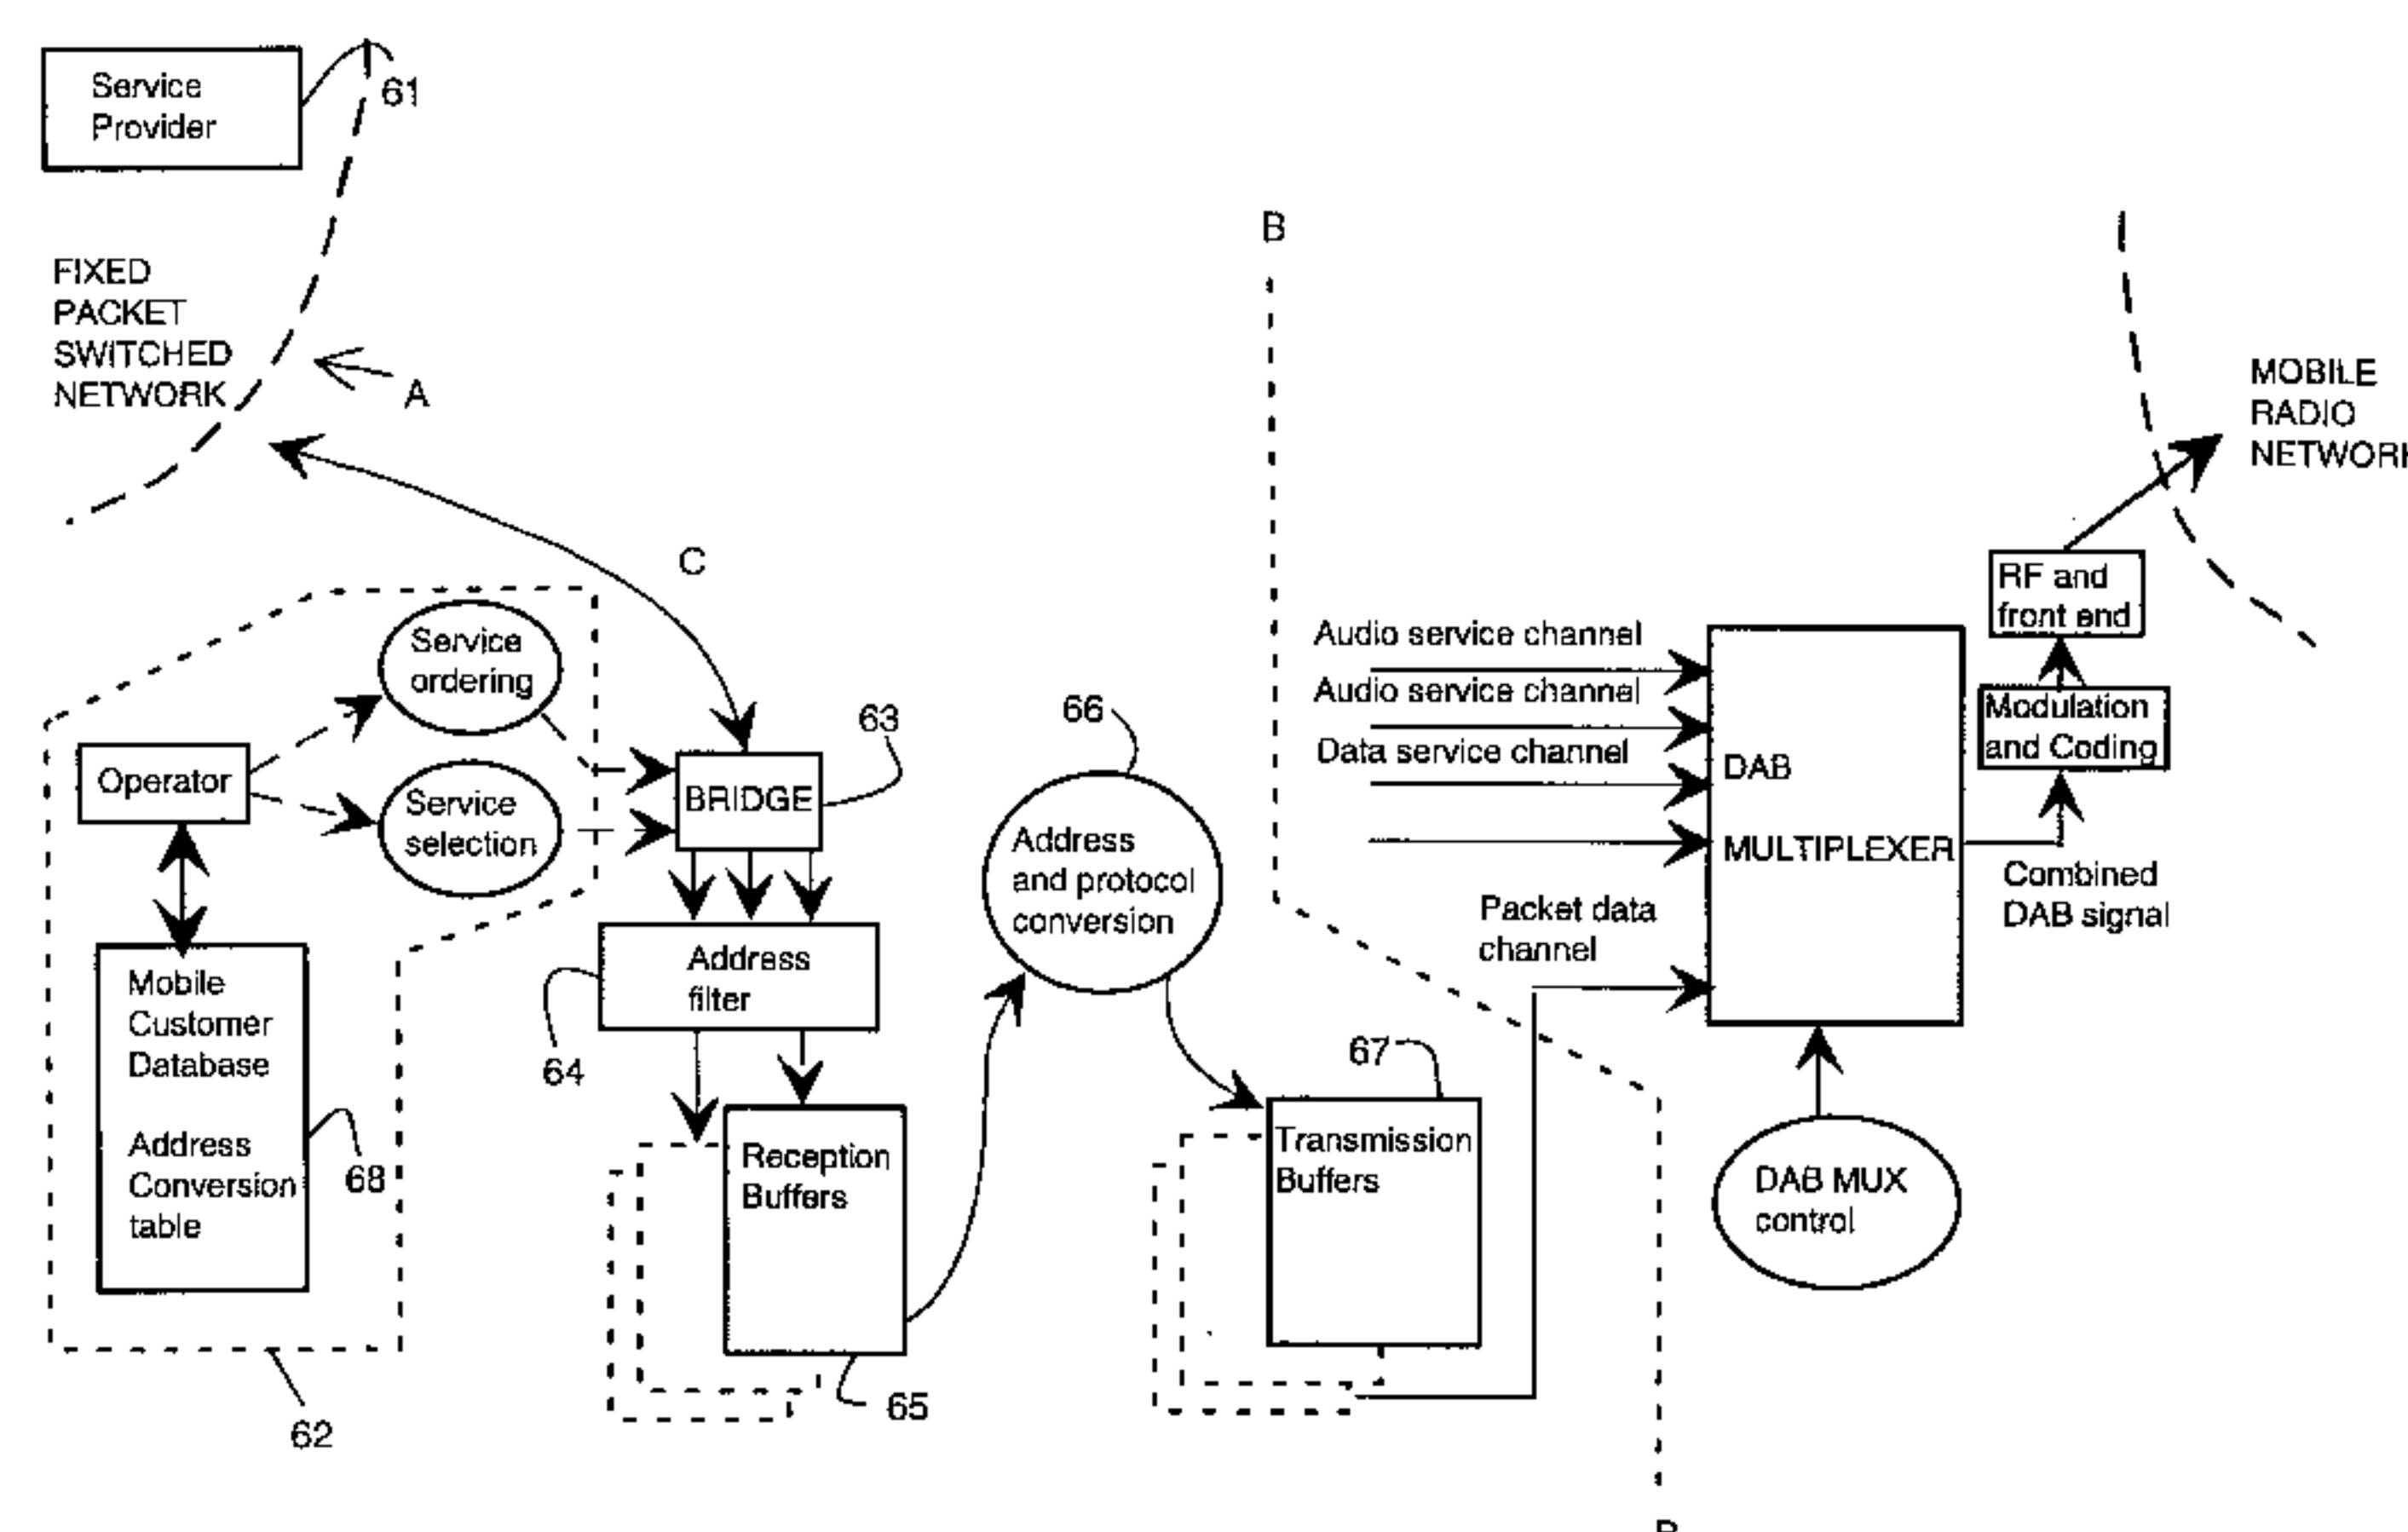 Service
Provider
61
FIXED
PACKET
SWITCHED
NETWORK
A
B
MOBILE
RADIO
NETWORK
C
RF and
front end
Service
ordering
Audio service channel
Audio service channel
Data service channel
Modulation
and Coding
63
66
Operator
Service
selection
BRIDGE
DAB
MULTIPLEXER
Address
and protocol
conversion
Combined
DAB signal
Packet data
channel
Address
filter
Mobile
Customer
Database
Address
Conversion
table
64
67
68
Reception
Buffers
Transmission
Buffers
DAB MUX
control
65
62